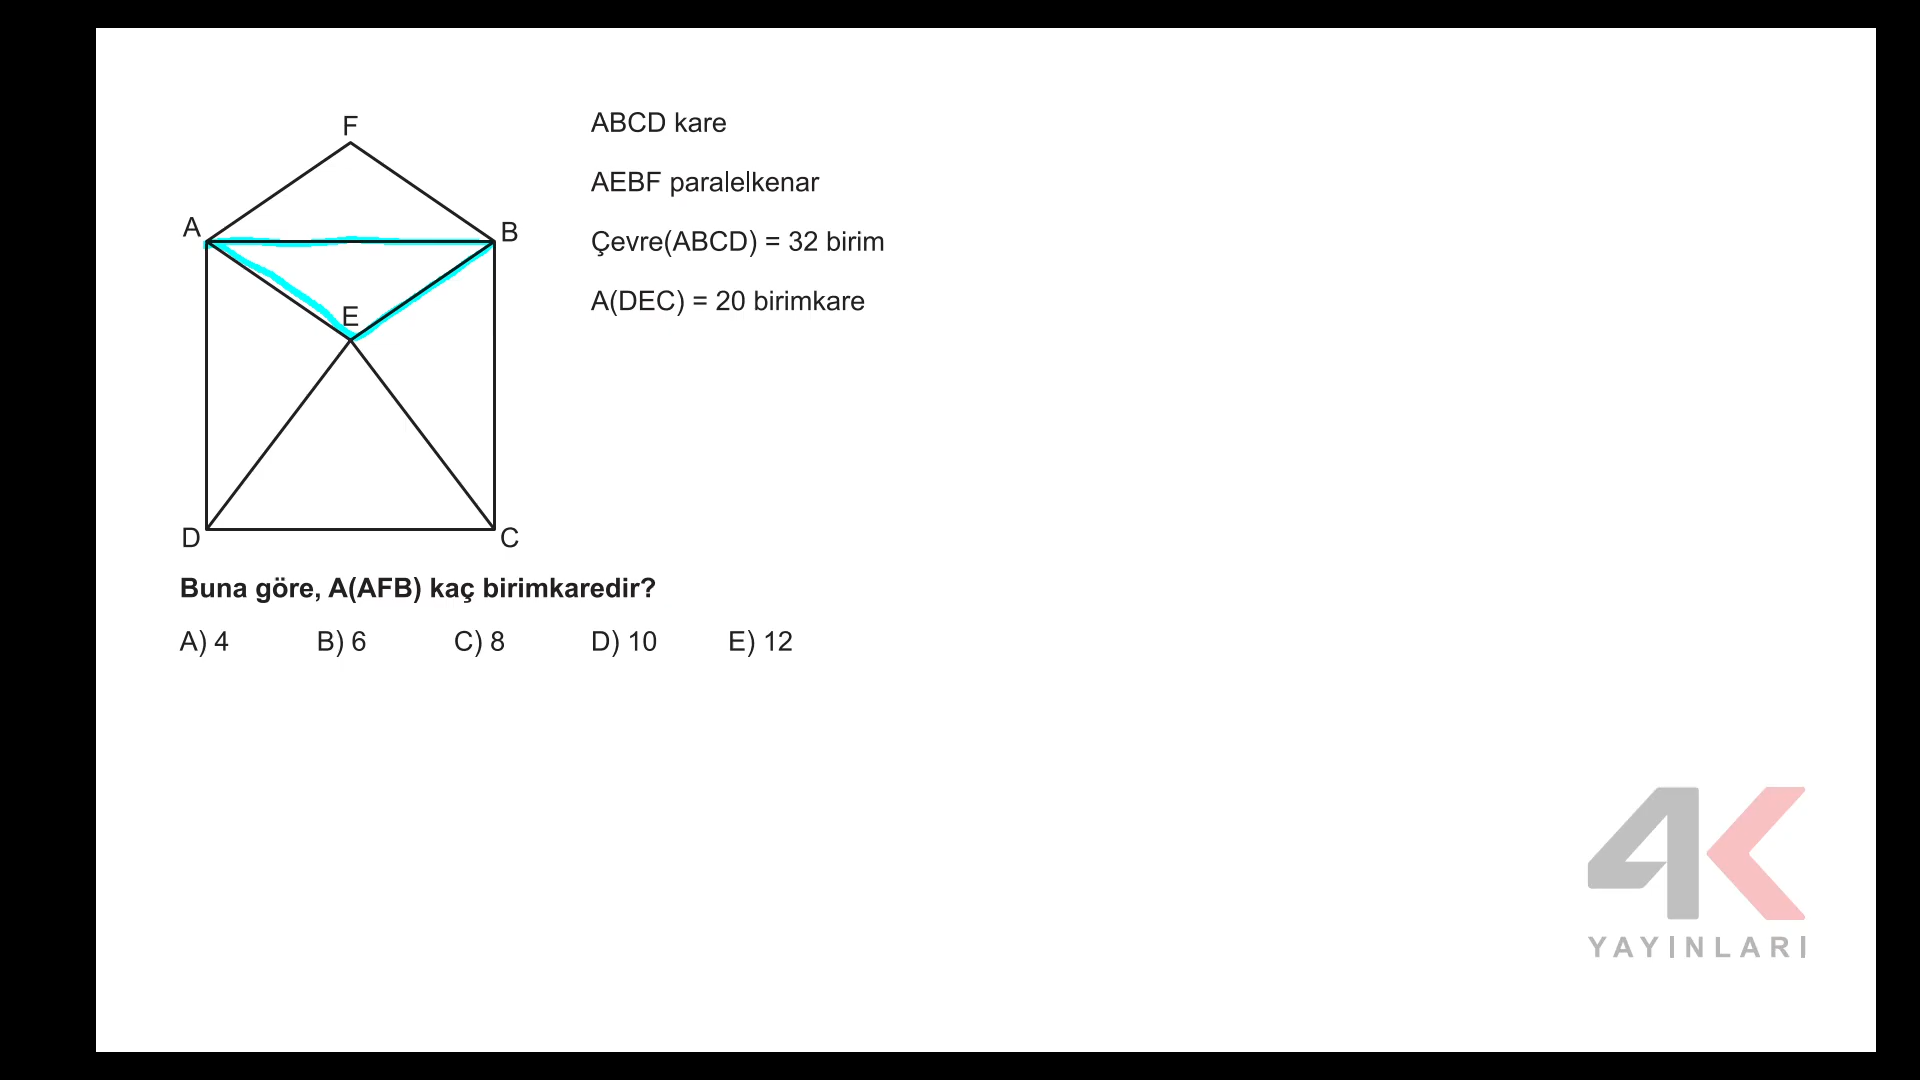 F
ABCD kare
AEBF paralelkenar
A
B
Çevre(ABCD) = 32 birim
E
A(DEC) = 20 birimkare
D
C
Buna göre, A(AFB) kaç birimkaredir?
A) 4 B) 6 C) 8 D) 10 E) 12
4K
YAYINLARI